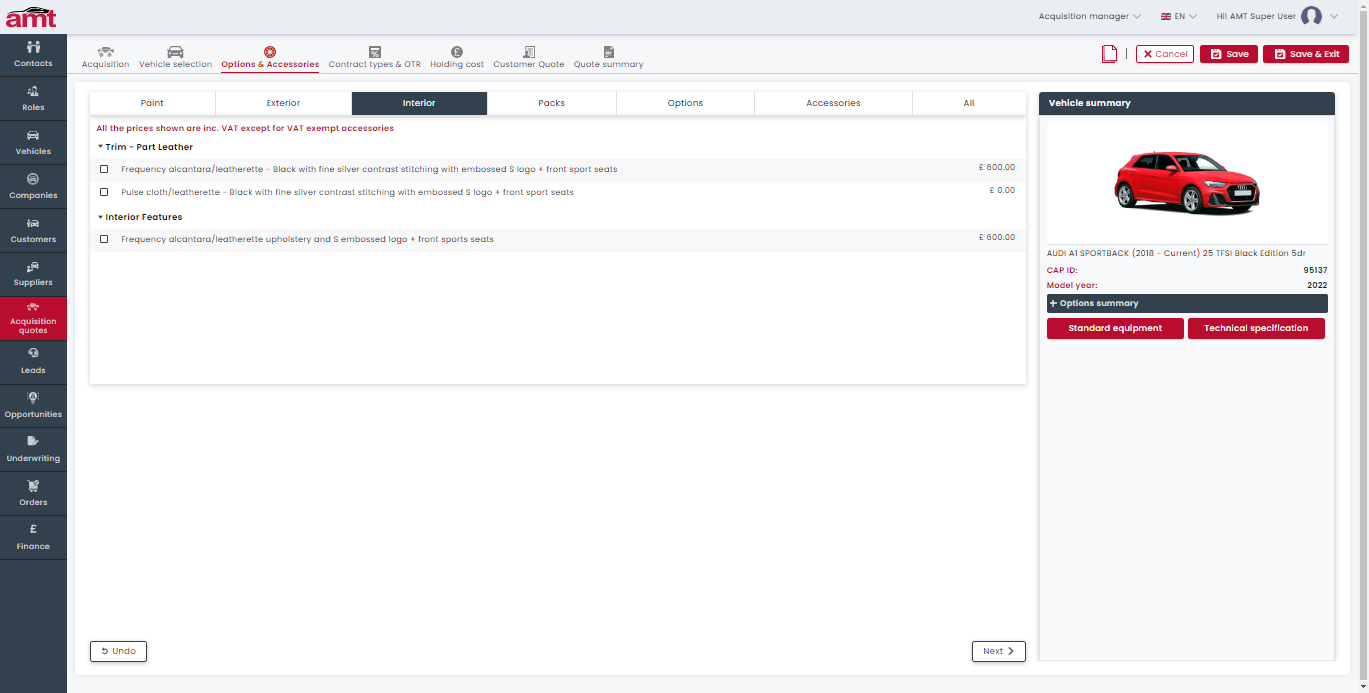 amt
Acquisition manager
EN
Hi! AMT Super User
Contacts
Roles
Vehicles
Companies
Customers
Suppliers
Acquisition
quotes
Leads
Opportunities
Underwriting
Orders
£
Finance
Acquisition
Vehicle selection
Options & Accessories
Contract types & OTR
Holding cost
Customer Quote
Quote summary
Cancel
Save
Save & Exit
Paint
Exterior
Interior
Packs
Options
Accessories
All
All the prices shown are inc. VAT except for VAT exempt accessories
Trim - Part Leather
Frequency alcantara/leatherette - Black with fine silver contrast stitching with embossed S logo + front sport seats £ 600.00
Pulse cloth/leatherette - Black with fine silver contrast stitching with embossed S logo + front sport seats £ 0.00
Interior Features
Frequency alcantara/leatherette upholstery and S embossed logo + front sports seats £ 600.00
Undo
Next
Vehicle summary
AUDI A1 SPORTBACK (2018 - Current) 25 TFSI Black Edition 5dr
CAP ID: 95137
Model year: 2022
+ Options summary
Standard equipment
Technical specification